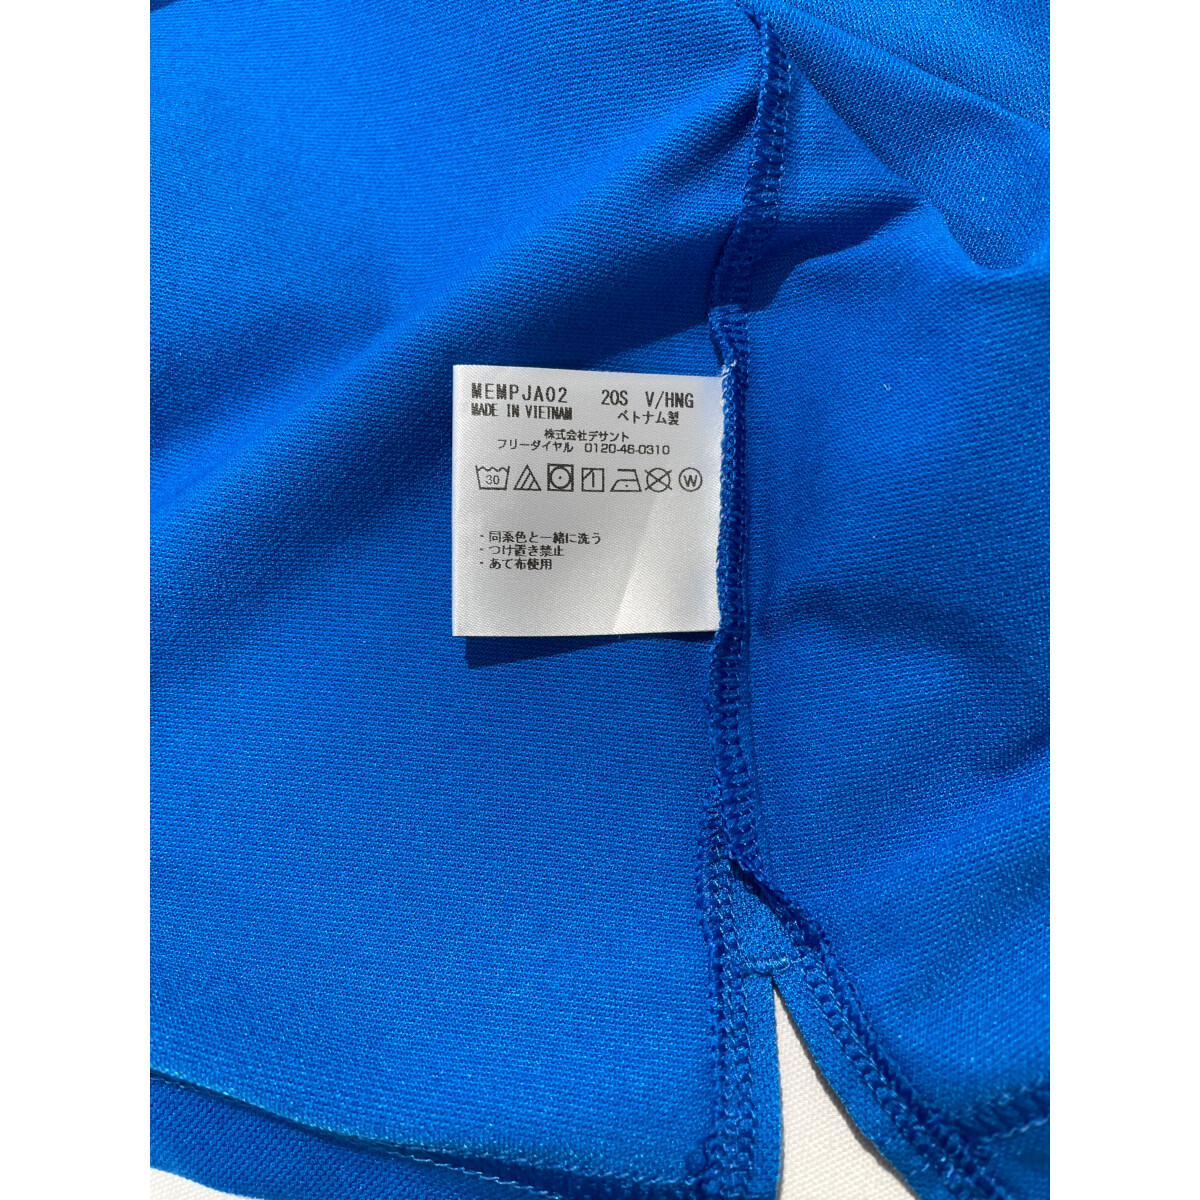 MEMPJA02 20S V/HNG
MADE IN VIETNAM ベトナム製
株式会社デサント
フリーダイヤル 0120-46-0310
30 W
・同系色と一緒に洗う
・つけ置き禁止
・あて布使用